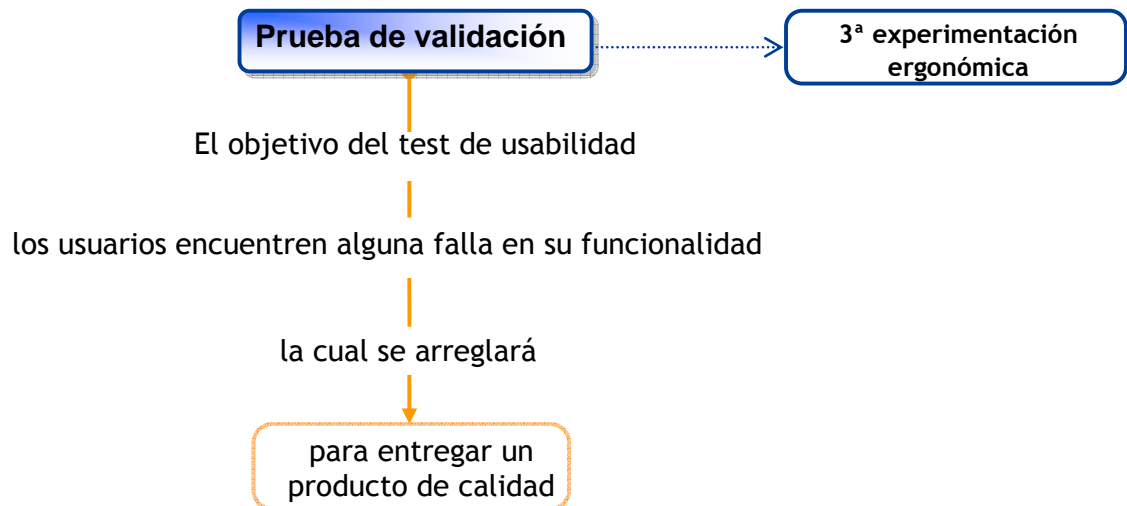 Prueba de validación
3ª experimentación
ergonómica
El objetivo del test de usabilidad
los usuarios encuentren alguna falla en su funcionalidad
la cual se arreglará
para entregar un
producto de calidad